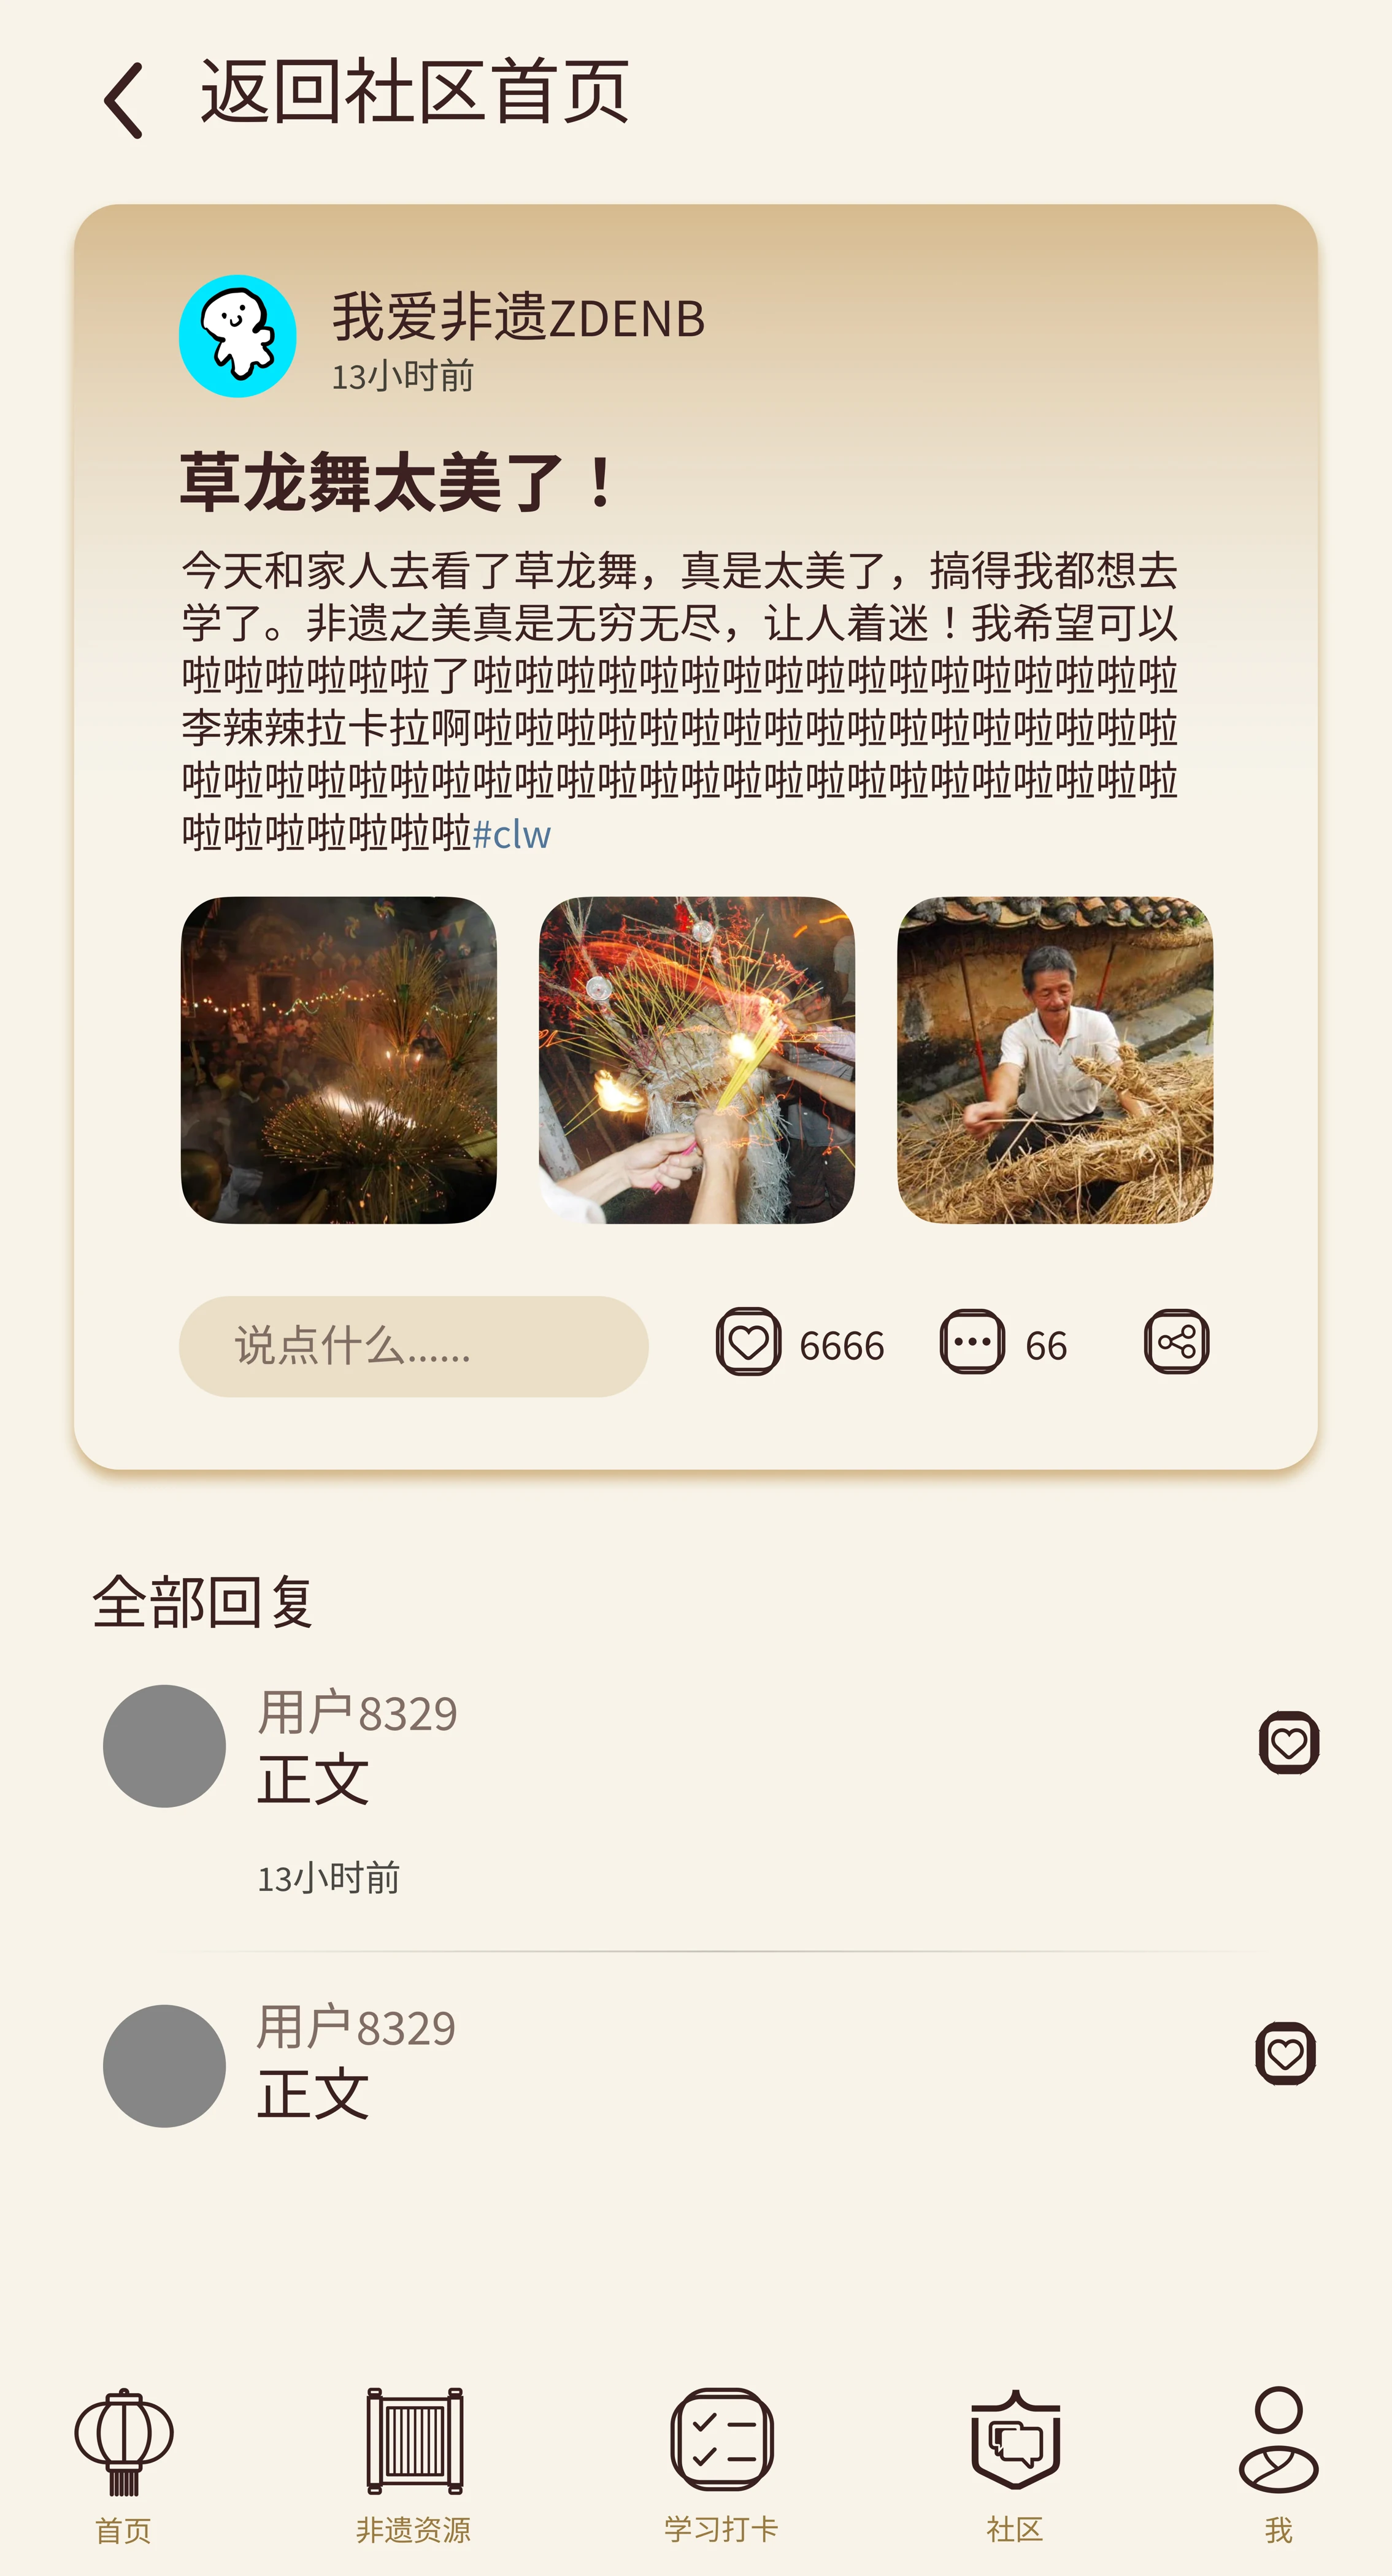 返回社区首页
我爱非遗ZDENB
13小时前
草龙舞太美了！
今天和家人去看了草龙舞，真是太美了，搞得我都想去
学了。非遗之美真是无穷无尽，让人着迷！我希望可以
啦啦啦啦啦啦了啦啦啦啦啦啦啦啦啦啦啦啦啦啦啦啦啦
李辣辣拉卡拉啊啦啦啦啦啦啦啦啦啦啦啦啦啦啦啦啦啦
啦啦啦啦啦啦啦啦啦啦啦啦啦啦啦啦啦啦啦啦啦啦啦啦
啦啦啦啦啦啦啦#clw
说点什么......
6666
66
全部回复
用户8329
正文
13小时前
用户8329
正文
首页
非遗资源
学习打卡
社区
我